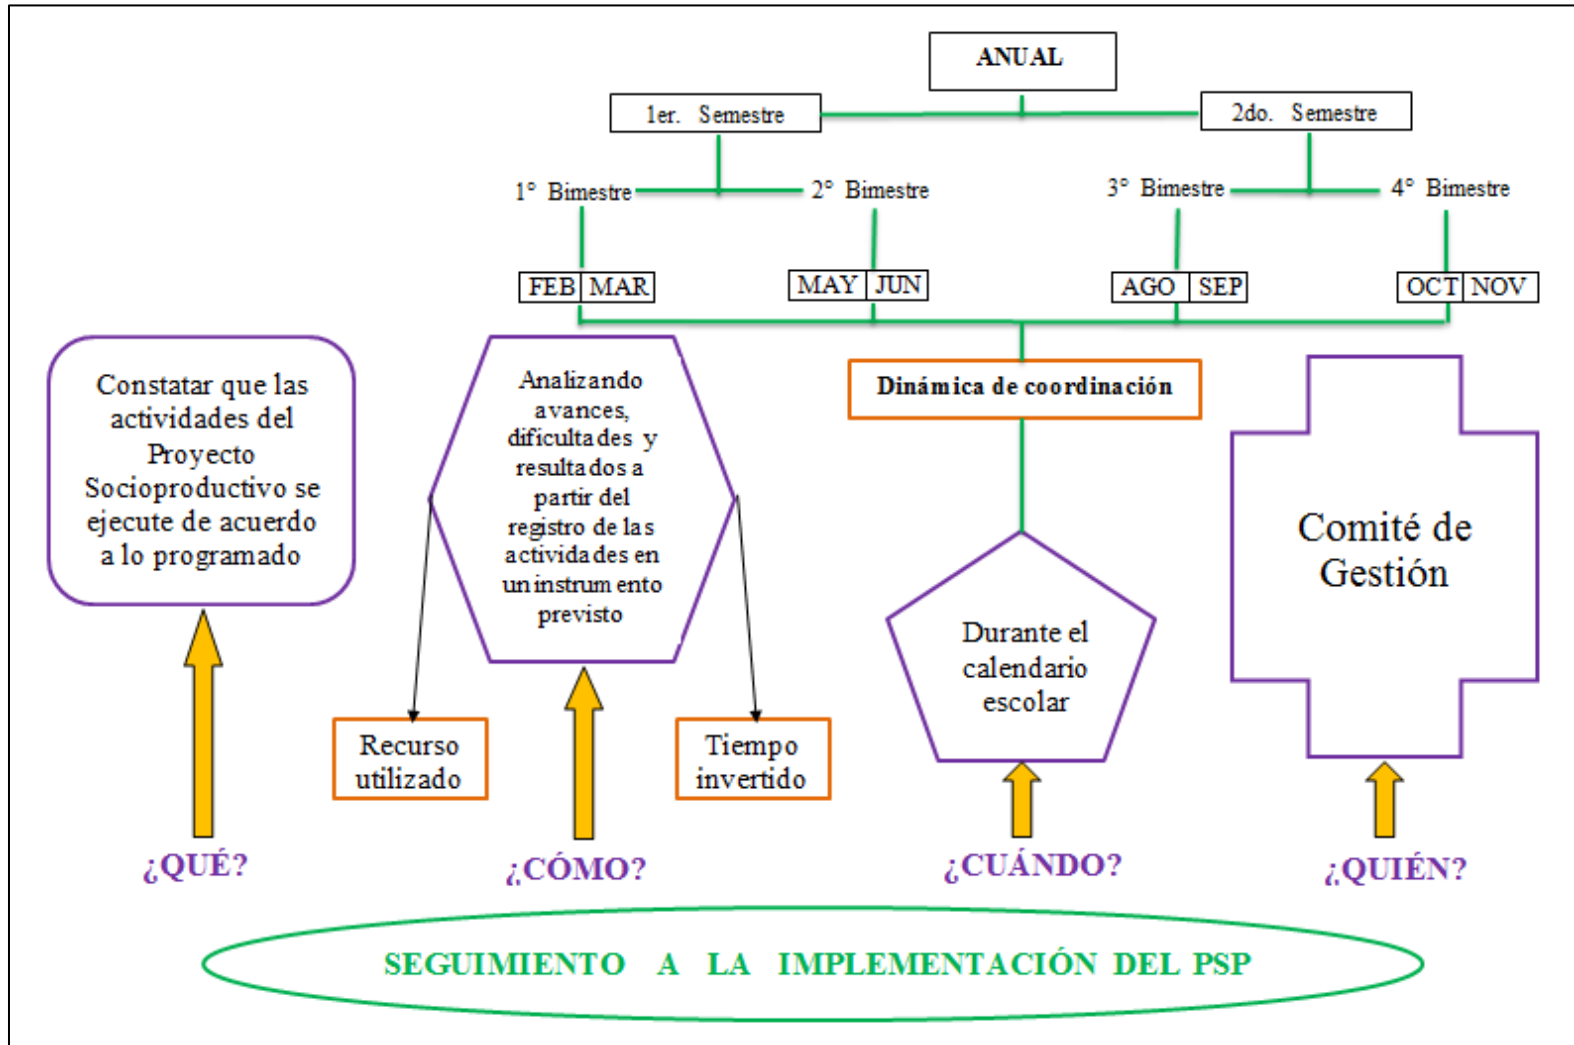 ANUAL
1er. Semestre
2do. Semestre
1° Bimestre
2° Bimestre
3° Bimestre
4° Bimestre
FEB MAR
MAY JUN
AGO SEP
OCT NOV
Constatar que las
actividades del
Proyecto
Socioproductivo se
ejecute de acuerdo
a lo programado
Analizando
avances,
dificultades y
resultados a
partir del
registro de las
actividades en
un instrumento
previsto
Dinámica de coordinación
Comité de
Gestión
Durante el
calendario
escolar
Recurso
utilizado
Tiempo
invertido
¿QUÉ?
¿CÓMO?
¿CUÁNDO?
¿QUIÉN?
SEGUIMIENTO A LA IMPLEMENTACIÓN DEL PSP